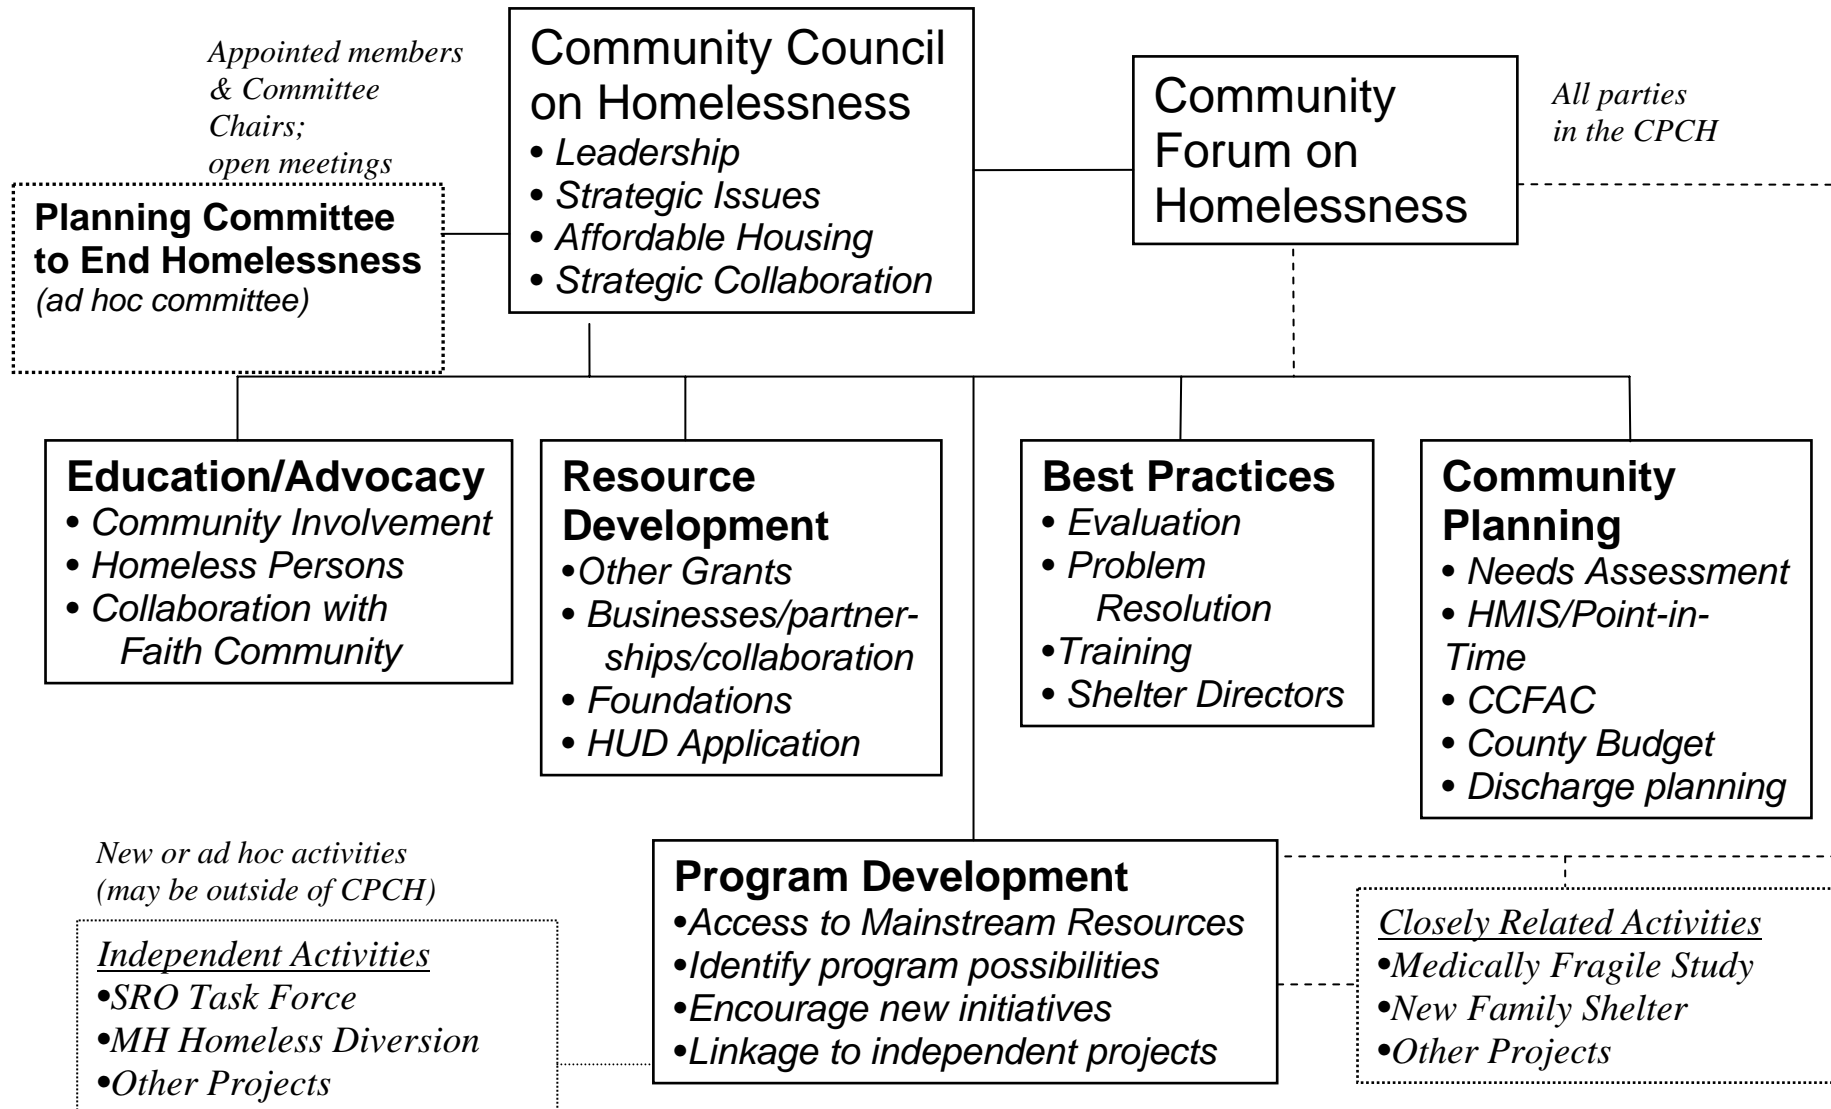 Appointed members
& Committee
Chairs;
open meetings
Community Council
on Homelessness
• Leadership
• Strategic Issues
• Affordable Housing
• Strategic Collaboration
Community
Forum on
Homelessness
All parties
in the CPCH
Planning Committee
to End Homelessness
(ad hoc committee)
Education/Advocacy
• Community Involvement
• Homeless Persons
• Collaboration with
Faith Community
Resource
Development
•Other Grants
• Businesses/partner-
ships/collaboration
• Foundations
• HUD Application
Best Practices
• Evaluation
• Problem
Resolution
•Training
• Shelter Directors
Community
Planning
• Needs Assessment
• HMIS/Point-in-
Time
• CCFAC
• County Budget
• Discharge planning
New or ad hoc activities
(may be outside of CPCH)
Independent Activities
•SRO Task Force
•MH Homeless Diversion
•Other Projects
Program Development
•Access to Mainstream Resources
•Identify program possibilities
•Encourage new initiatives
•Linkage to independent projects
Closely Related Activities
•Medically Fragile Study
•New Family Shelter
•Other Projects